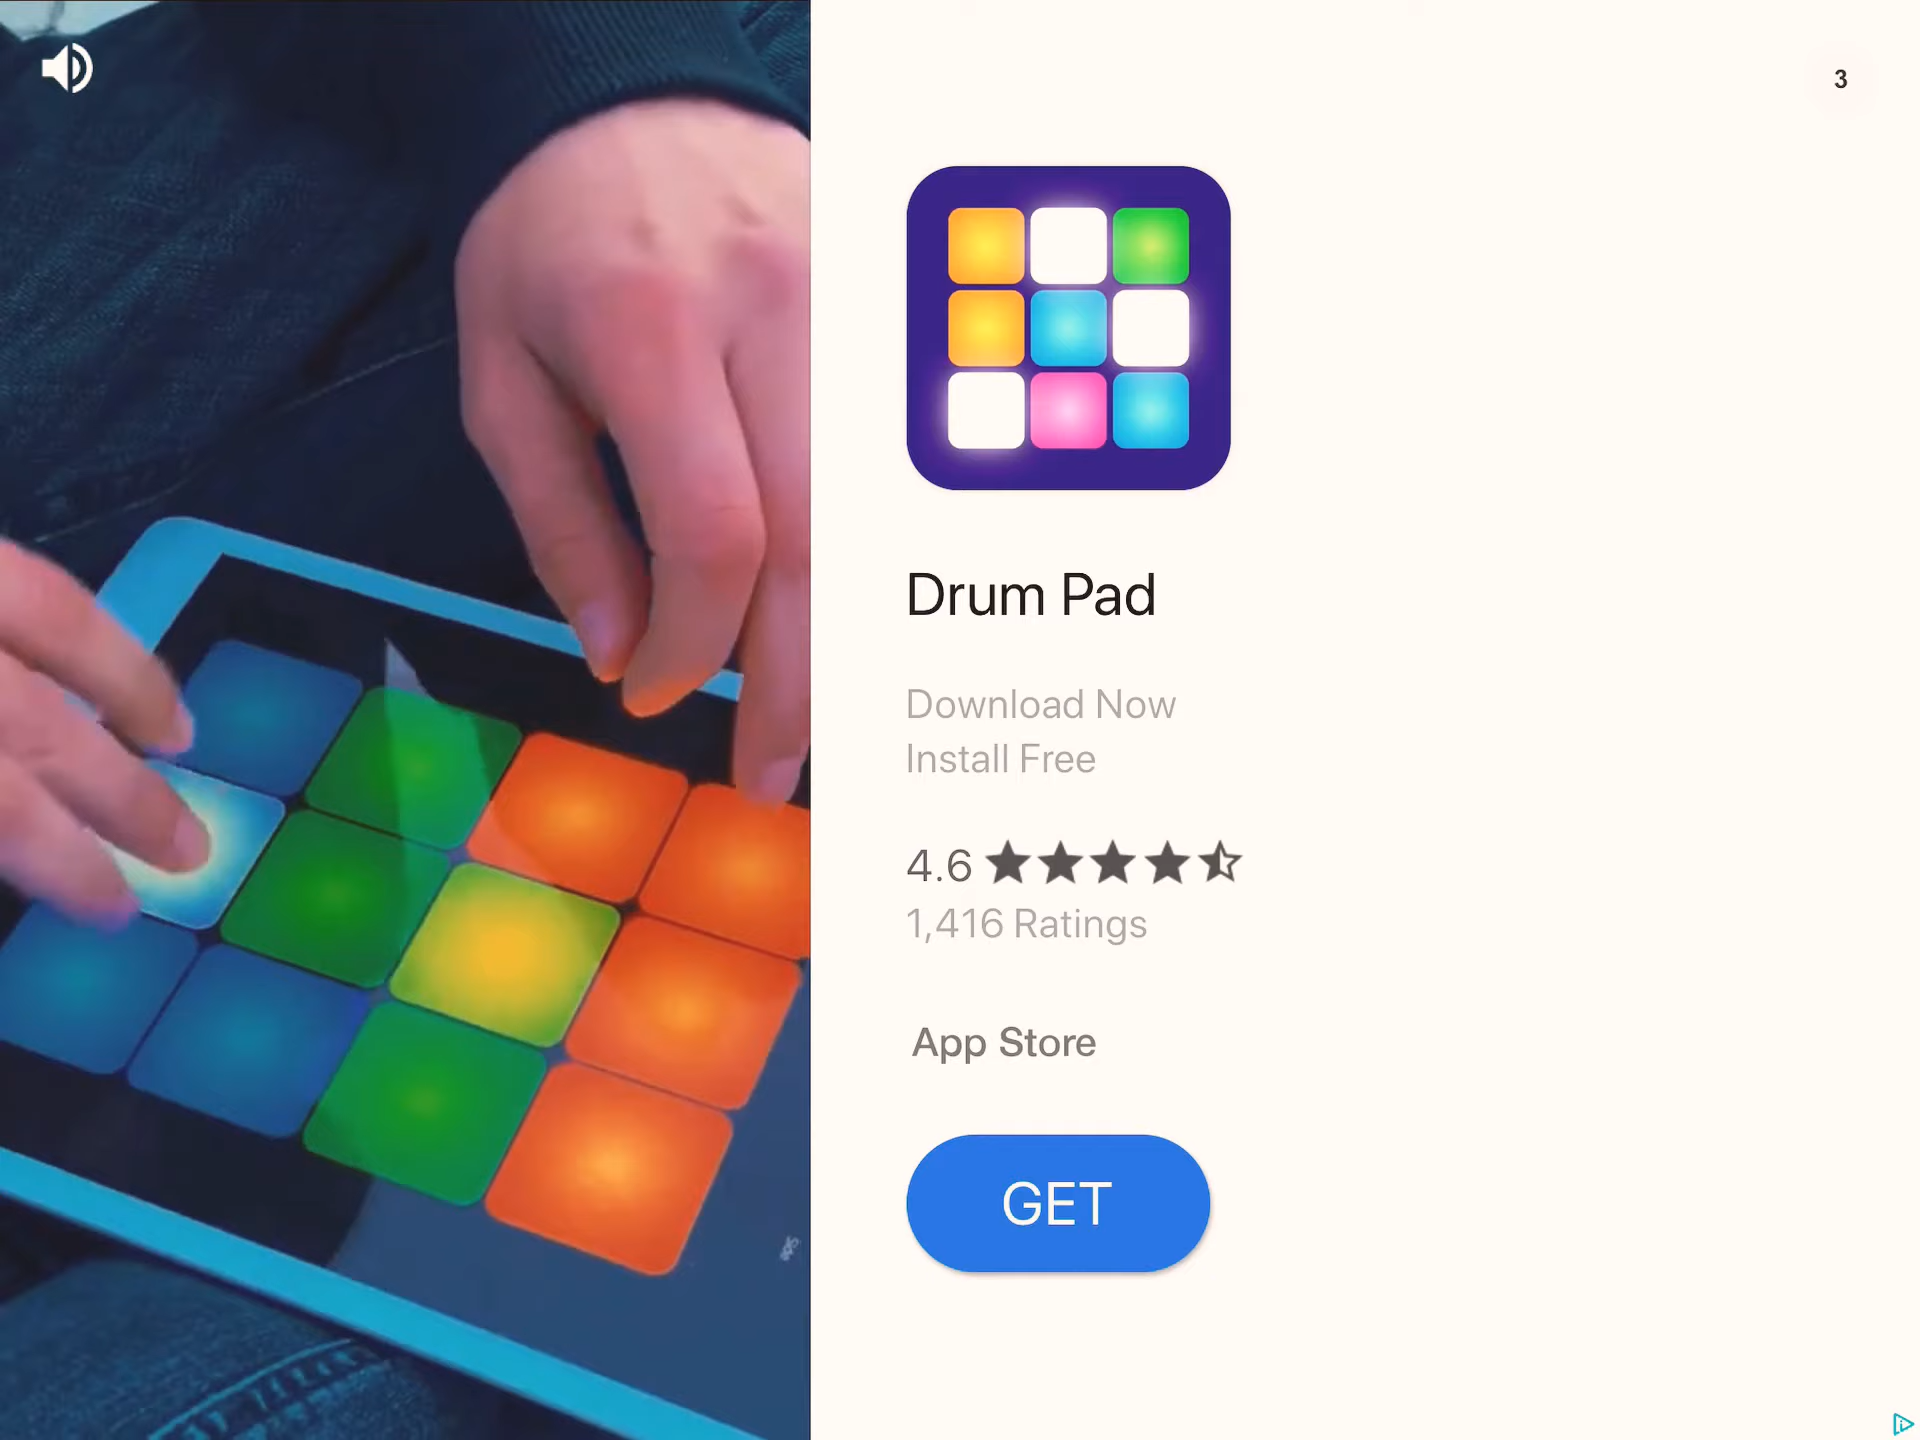 3
Drum Pad
Download Now
Install Free
4.6
1,416 Ratings
App Store
GET